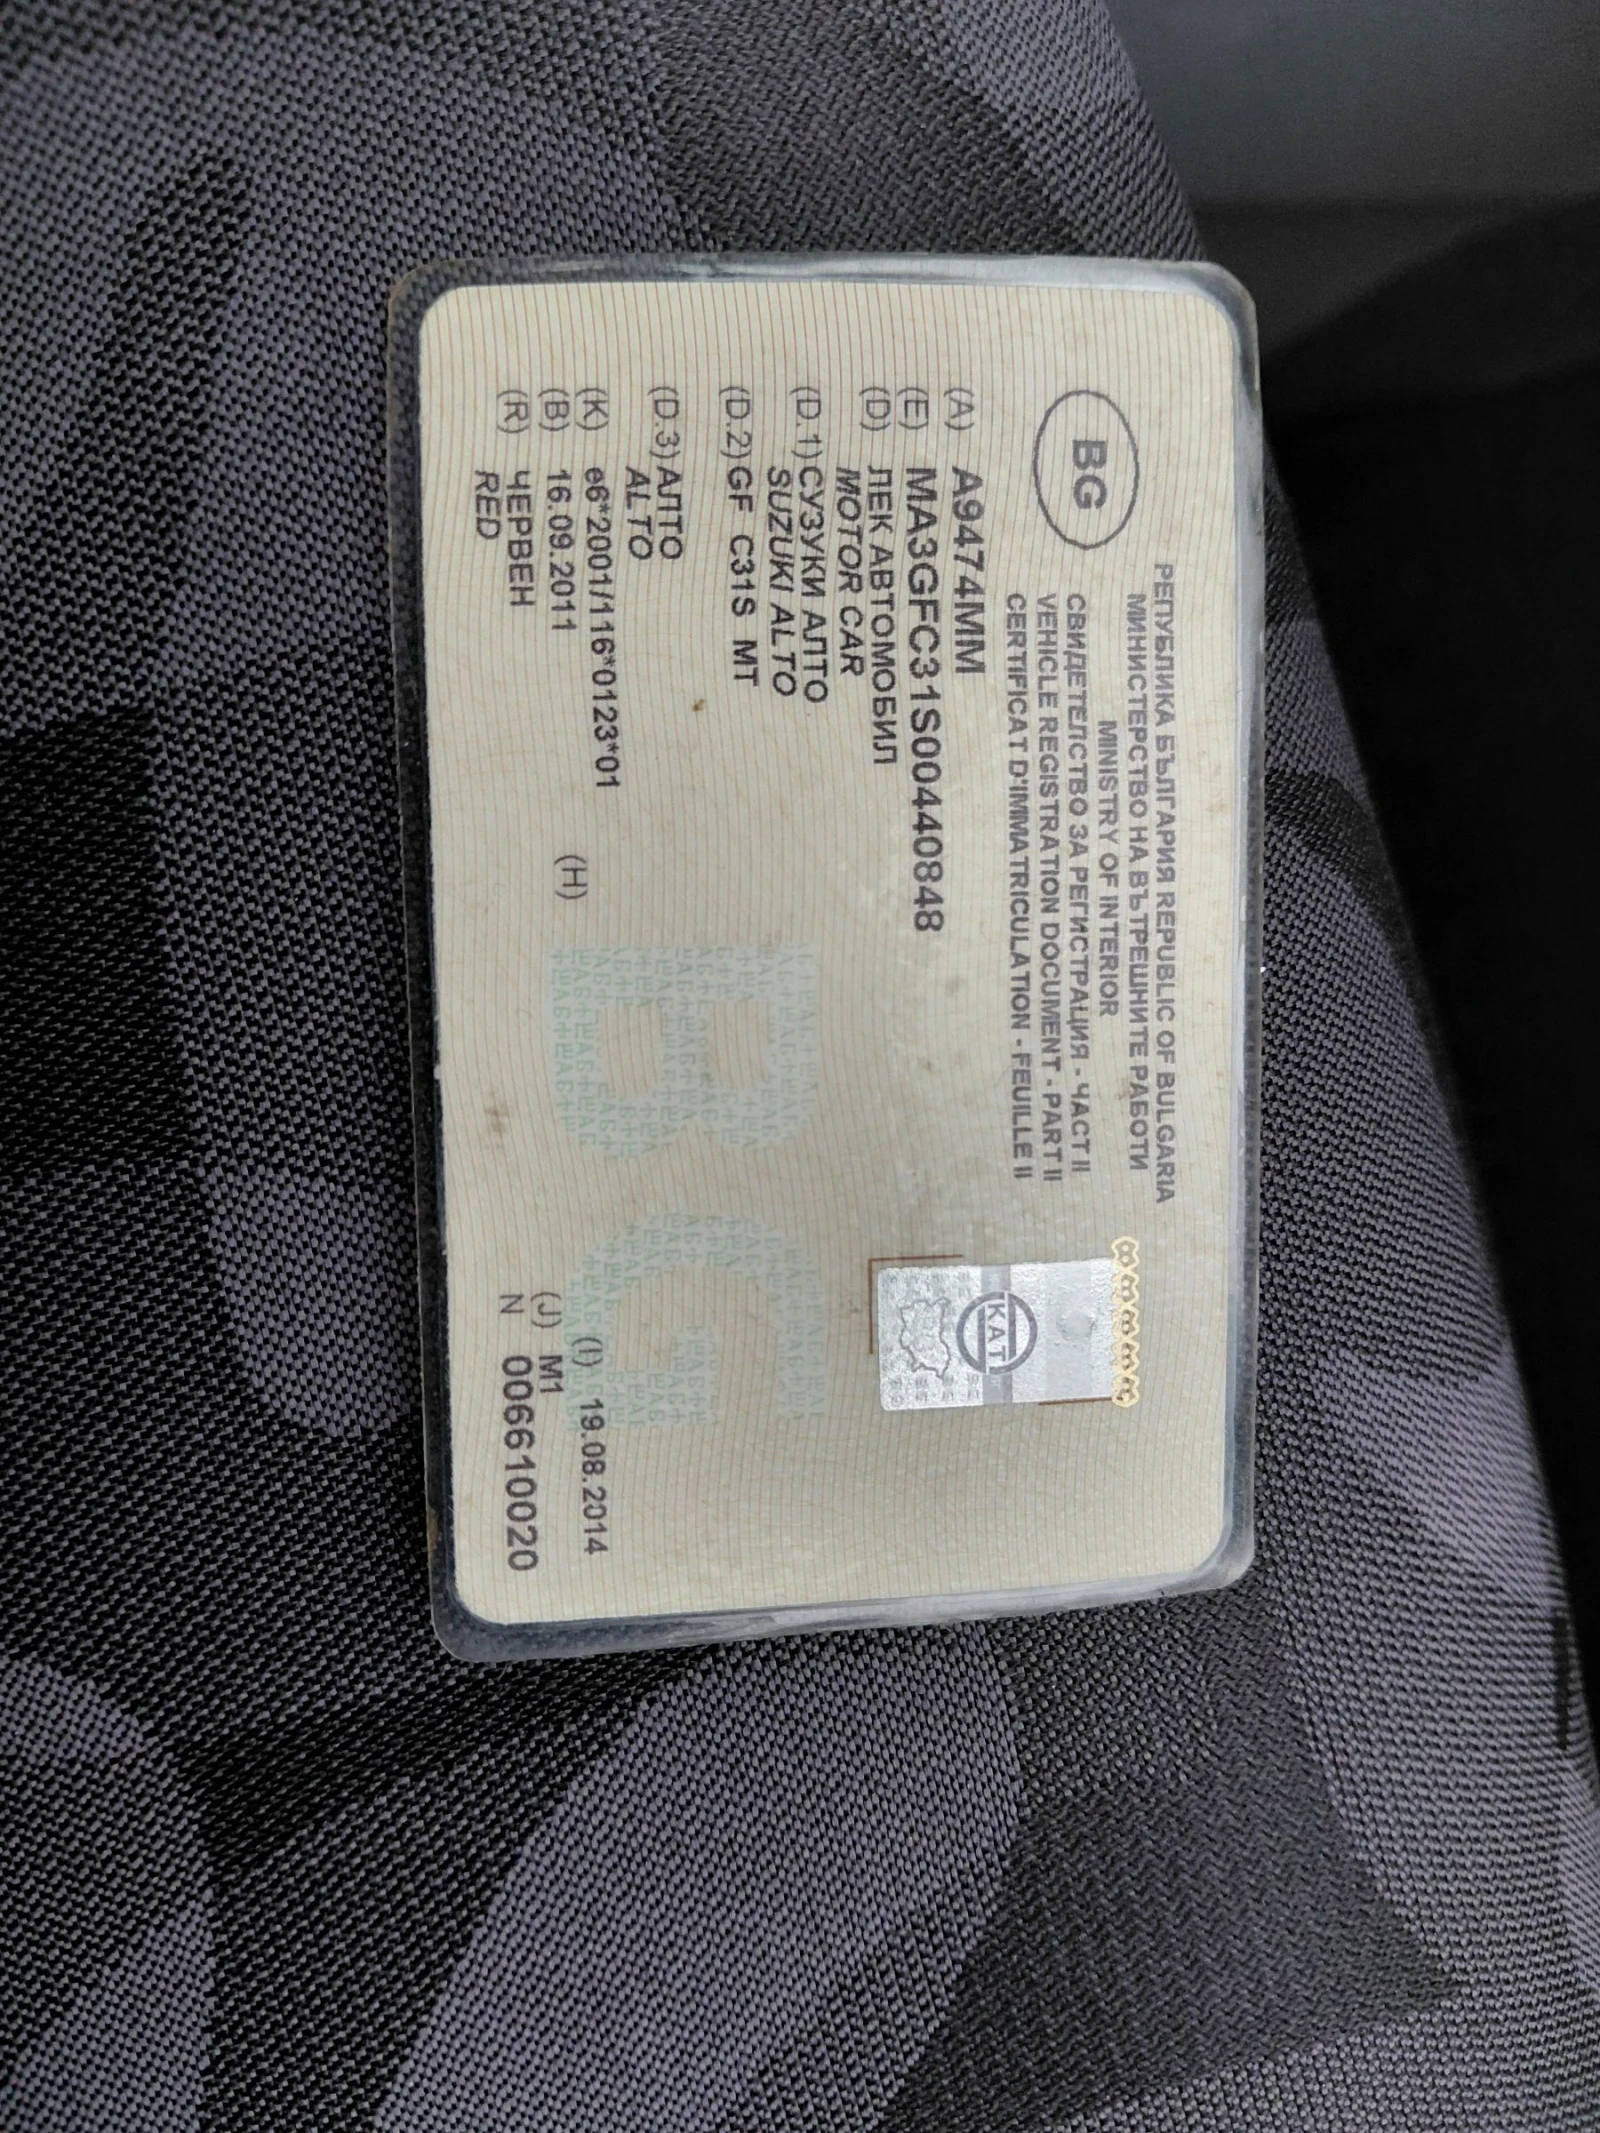 BG
РЕПУБЛИКА БЪЛГАРИЯ REPUBLIC OF BULGARIA
МИНИСТЕРСТВО НА ВЪТРЕШНИТЕ РАБОТИ
MINISTRY OF INTERIOR
СВИДЕТЕЛСТВО ЗА РЕГИСТРАЦИЯ - ЧАСТ II
VEHICLE REGISTRATION DOCUMENT - PART II
CERTIFICAT D'IMMATRICULATION - FEUILLE II
КАТ
(A) A9474MM
(E) MA3GFC31S00440848
(D) ЛЕК АВТОМОБИЛ
MOTOR CAR
(D.1) СУЗУКИ АЛТО
SUZUKI ALTO
(D.2) GF C31S MT
(D.3) АЛТО
ALTO
(K) e6*2001/116*0123*01
(H)
(I) 19.08.2014
(B) 16.09.2011
(J) M1
(R) ЧЕРВЕН
N 006610020
RED
BG